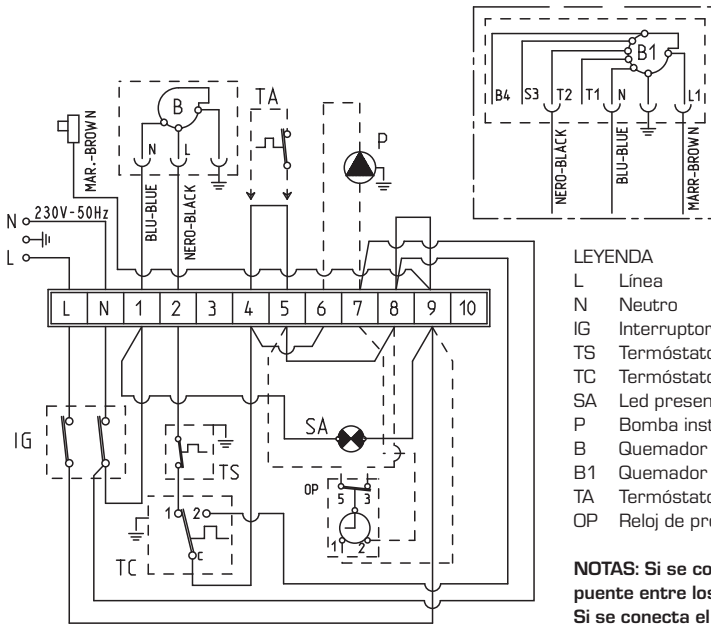 B1
B4 S3 T2 T1 N L1
NERO-BLACK
BLU-BLUE
MARR-BROWN
B
TA
N L
P
MAR.-BROWN
BLU-BLUE
NERO-BLACK
N 230V-50Hz
L
L N 1 2 3 4 5 6 7 8 9 10
IG
SA
TS
OP
5 3
1 2
1 2
C
TC
LEYENDA
L Línea
N Neutro
IG Interruptor
TS Termóstato
TC Termóstato
SA Led presen
P Bomba inst
B Quemador
B1 Quemador
TA Termóstato
OP Reloj de pro
NOTAS: Si se co
puente entre los
Si se conecta el